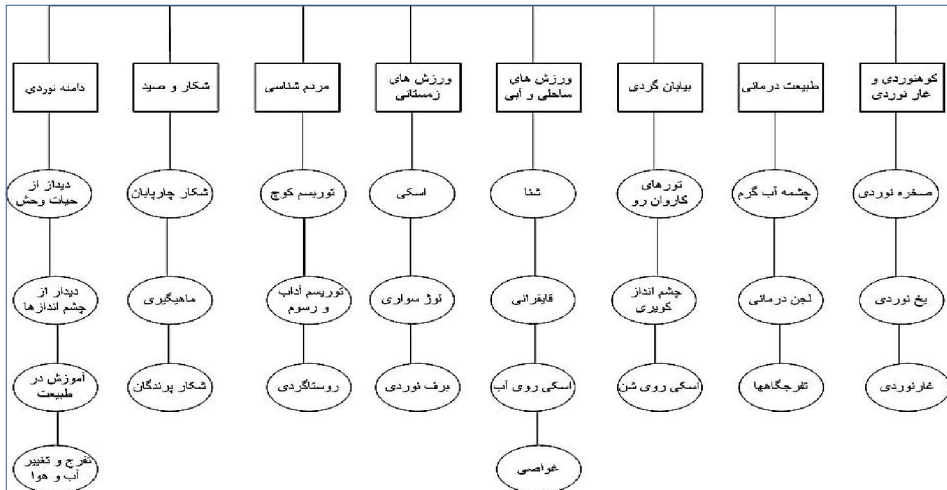 کوهنوردی و
غار نوردی
طبیعت درمانی
بیابان گردی
ورزش های
ساحلی و آبی
ورزش های
زمستانی
مردم شناسی
شکار و صید
دامنه نوردی
صخره نوردی
چشمه آب گرم
تورهای
کاروان رو
شنا
اسکی
توریسم کوچ
شکار چارپایان
دیداز از
حیات وحش
یخ نوردی
لجن درمانی
چشم انداز
کویری
قایقرانی
لوژ سواری
توریسم آداب
و رسوم
ماهیگیری
دیدار از
چشم اندازها
غارنوردی
تفرجگاهها
اسکی روی شن
اسکی روی آب
برف نوردی
روستاگردی
شکار پرندگان
آموزش در
طبیعت
غواصی
تفرج و تغییر
آب و هوا